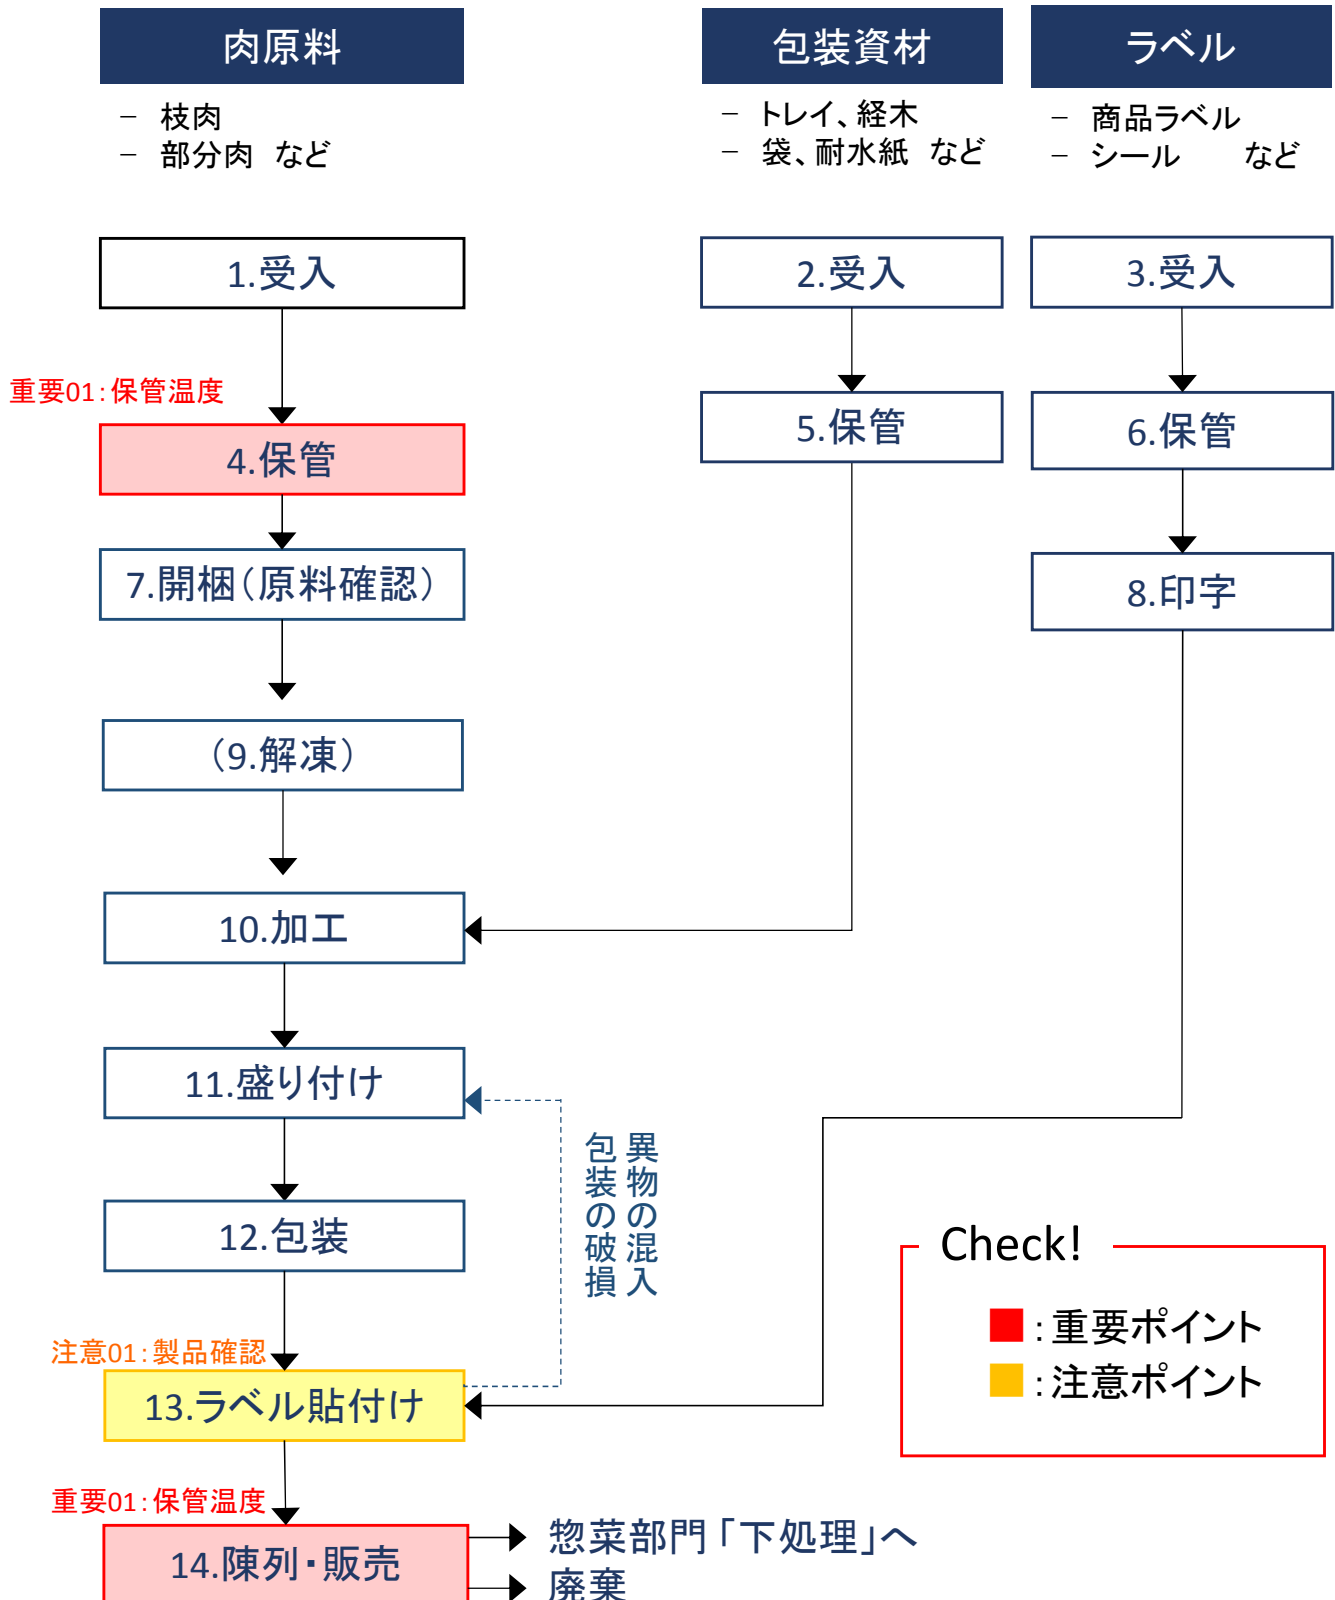 肉原料
– 枝肉
– 部分肉 など
包装資材
– トレイ、経木
– 袋、耐水紙 など
ラベル
– 商品ラベル
– シール など
1.受入
2.受入
3.受入
重要01：保管温度
4.保管
5.保管
6.保管
7.開梱（原料確認）
8.印字
（9.解凍）
10.加工
11.盛り付け
異物の混入
包装の破損
12.包装
注意01：製品確認
13.ラベル貼付け
Check!
：重要ポイント
：注意ポイント
重要01：保管温度
14.陳列・販売
惣菜部門「下処理」へ
廃棄